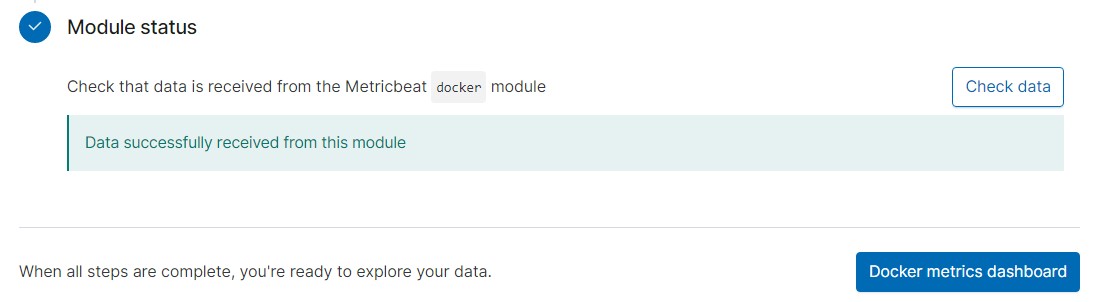 Module status
Check that data is received from the Metricbeat docker module
Check data
Data successfully received from this module
When all steps are complete, you're ready to explore your data.
Docker metrics dashboard